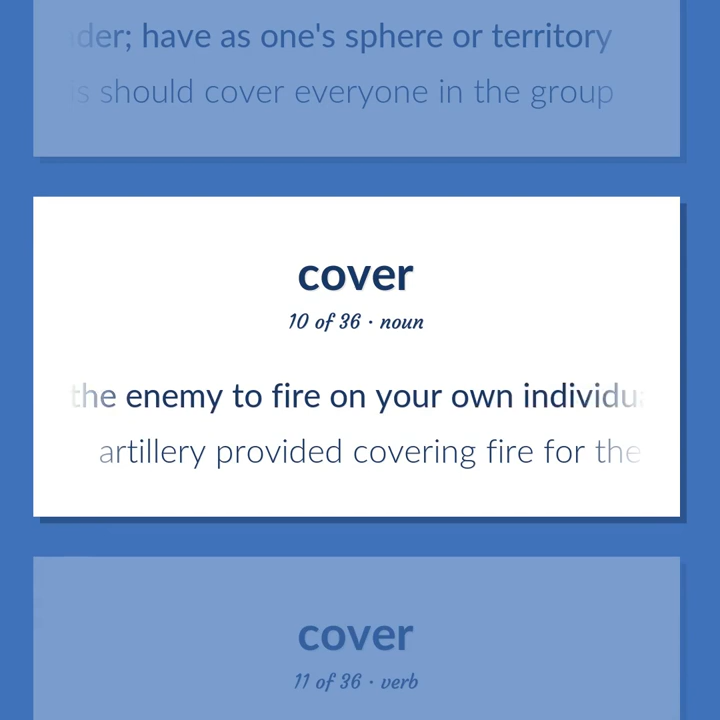 der; have as one's sphere or territory
should cover everyone in the group
cover
10 of 36 · noun
the enemy to fire on your own
artillery provided covering fire for the
cover
11 of 36 · verb